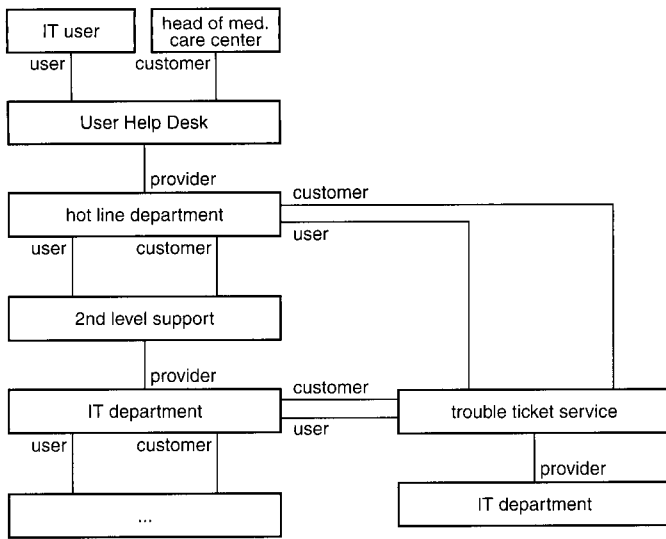 IT user
head of med.
care center
user
customer
User Help Desk
provider
customer
hot line department
user
user
customer
2nd level support
provider
customer
IT department
trouble ticket service
user
user
customer
provider
...
IT department